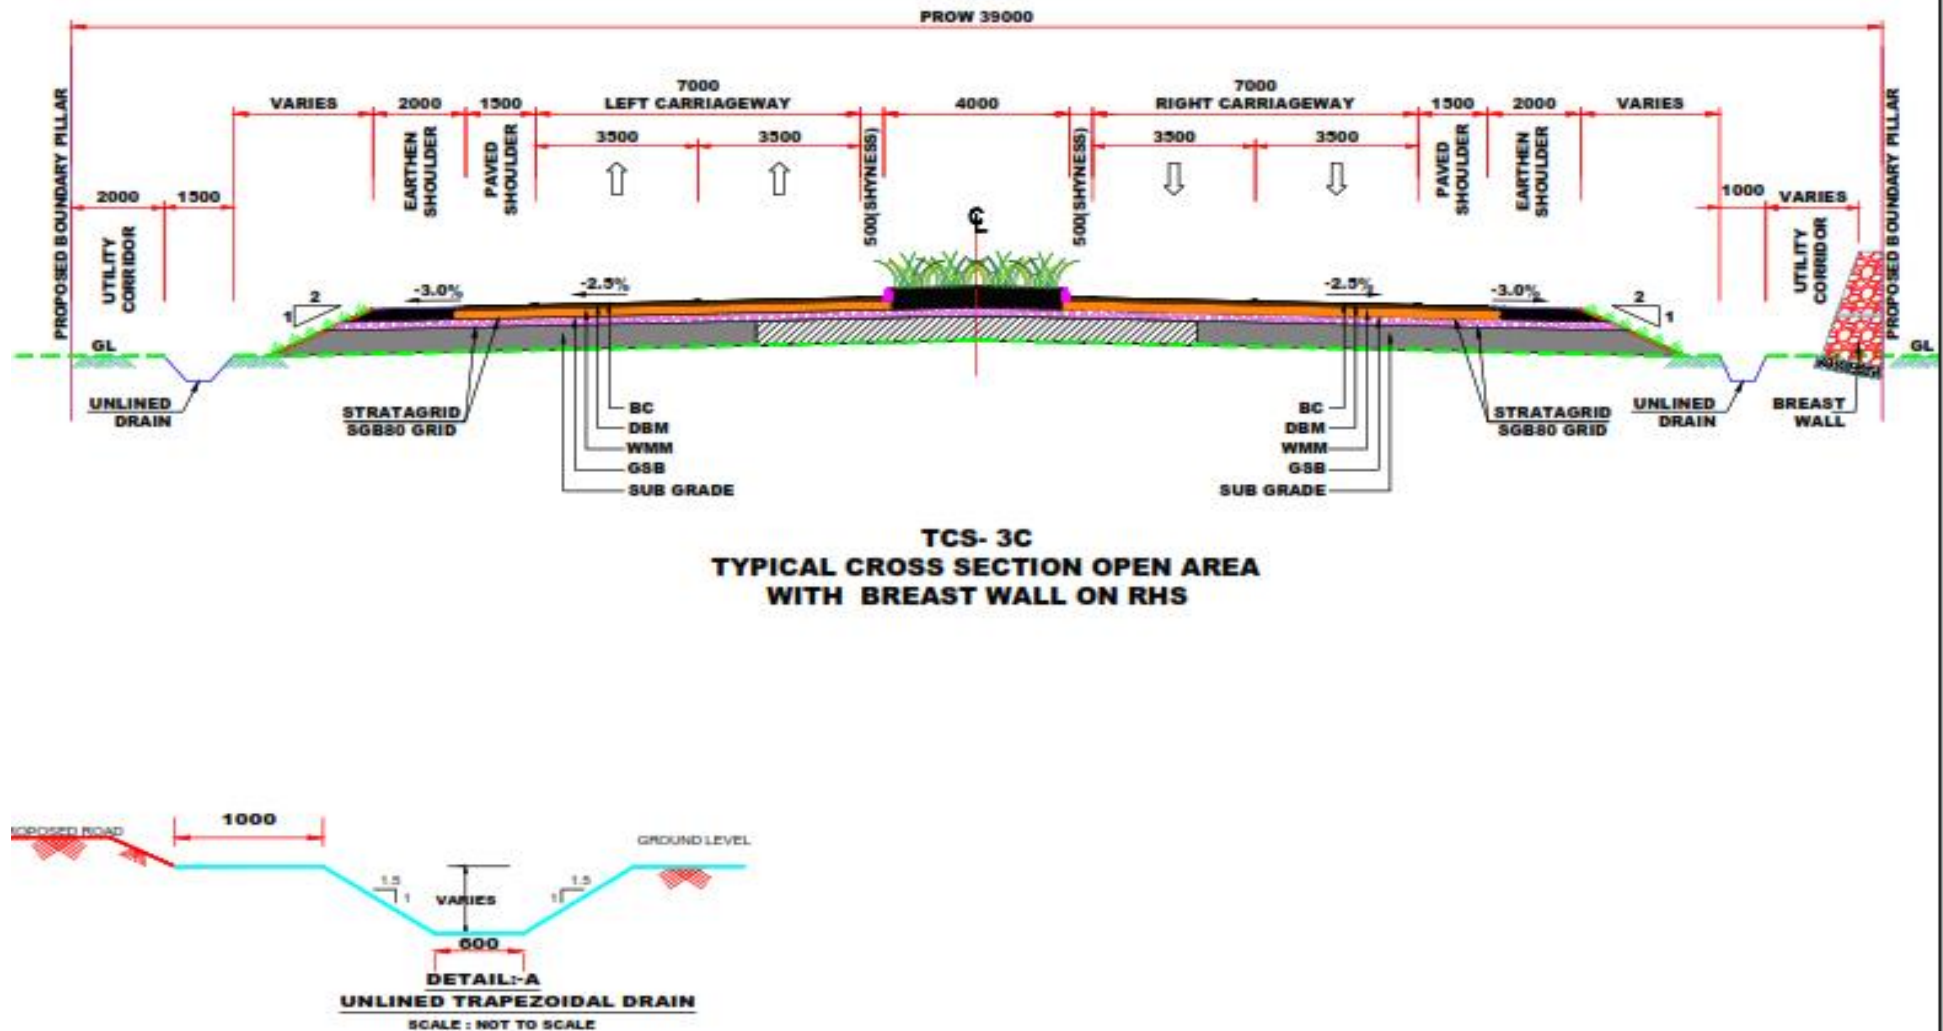 PROW 39000
PROPOSED BOUNDARY PILLAR
VARIES
2000
1500
7000
LEFT CARRIAGEWAY
4000
7000
RIGHT CARRIAGEWAY
1500
2000
VARIES
PROPOSED BOUNDARY PILLAR
EARTHEN
SHOULDER
PAVED
SHOULDER
3500
3500
500(SHYNESS)
500(SHYNESS)
3500
3500
PAVED
SHOULDER
EARTHEN
SHOULDER
2000
1500
1000
VARIES
UTILITY
CORRIDOR
UTILITY
CORRIDOR
CL
2
1
-3.0%
-2.5%
-2.5%
-3.0%
2
1
GL
GL
UNLINED
DRAIN
STRATAGRID
SGB80 GRID
BC
DBM
WMM
GSB
SUB GRADE
BC
DBM
WMM
GSB
SUB GRADE
STRATAGRID
SGB80 GRID
UNLINED
DRAIN
BREAST
WALL
TCS- 3C
TYPICAL CROSS SECTION OPEN AREA
WITH BREAST WALL ON RHS
OPOSED ROAD
1000
GROUND LEVEL
1.5
1
VARIES
1.5
1
600
DETAIL:-A
UNLINED TRAPEZOIDAL DRAIN
SCALE : NOT TO SCALE